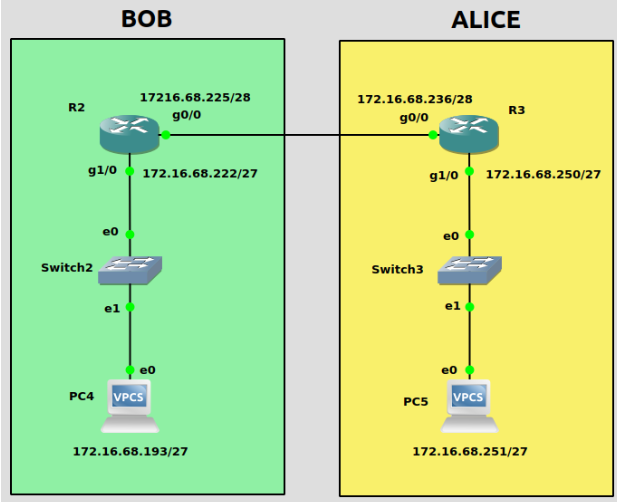 BOB
ALICE
17216.68.225/28
172.16.68.236/28
R2
g0/0
g0/0
R3
g1/0
172.16.68.222/27
g1/0
172.16.68.250/27
e0
e0
Switch2
Switch3
e1
e1
e0
e0
PC4
VPCS
PC5
VPCS
172.16.68.193/27
172.16.68.251/27